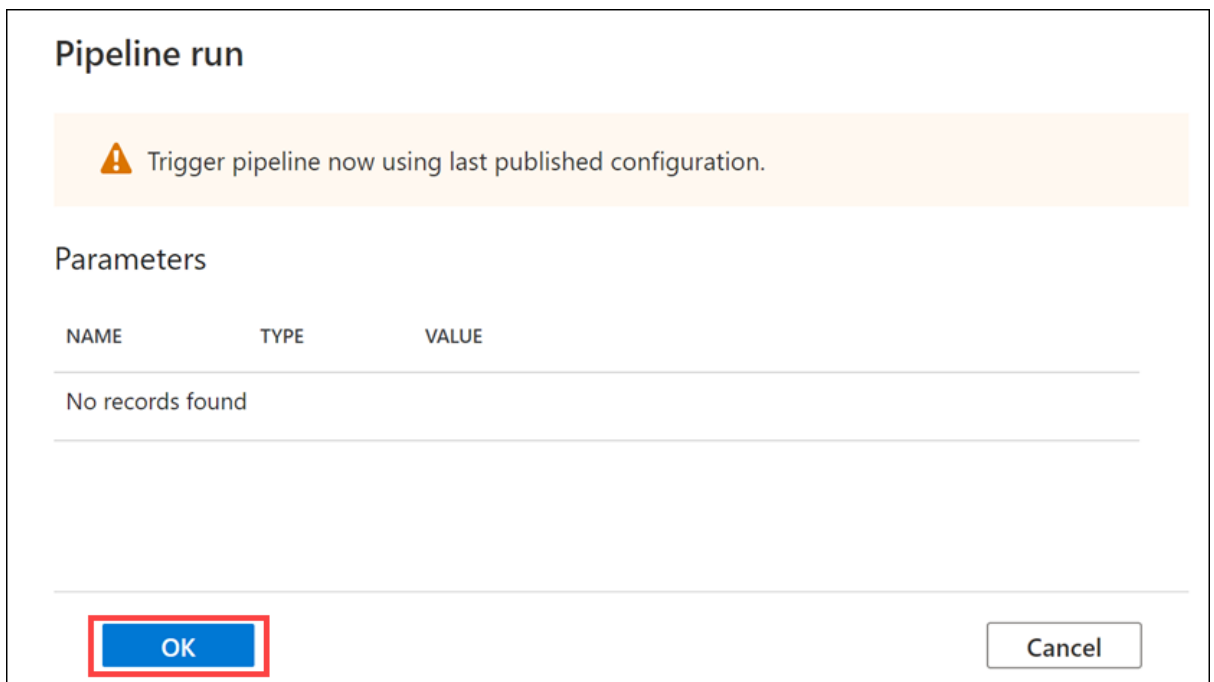 Pipeline run
Trigger pipeline now using last published configuration.
Parameters
NAME TYPE VALUE
No records found
OK Cancel